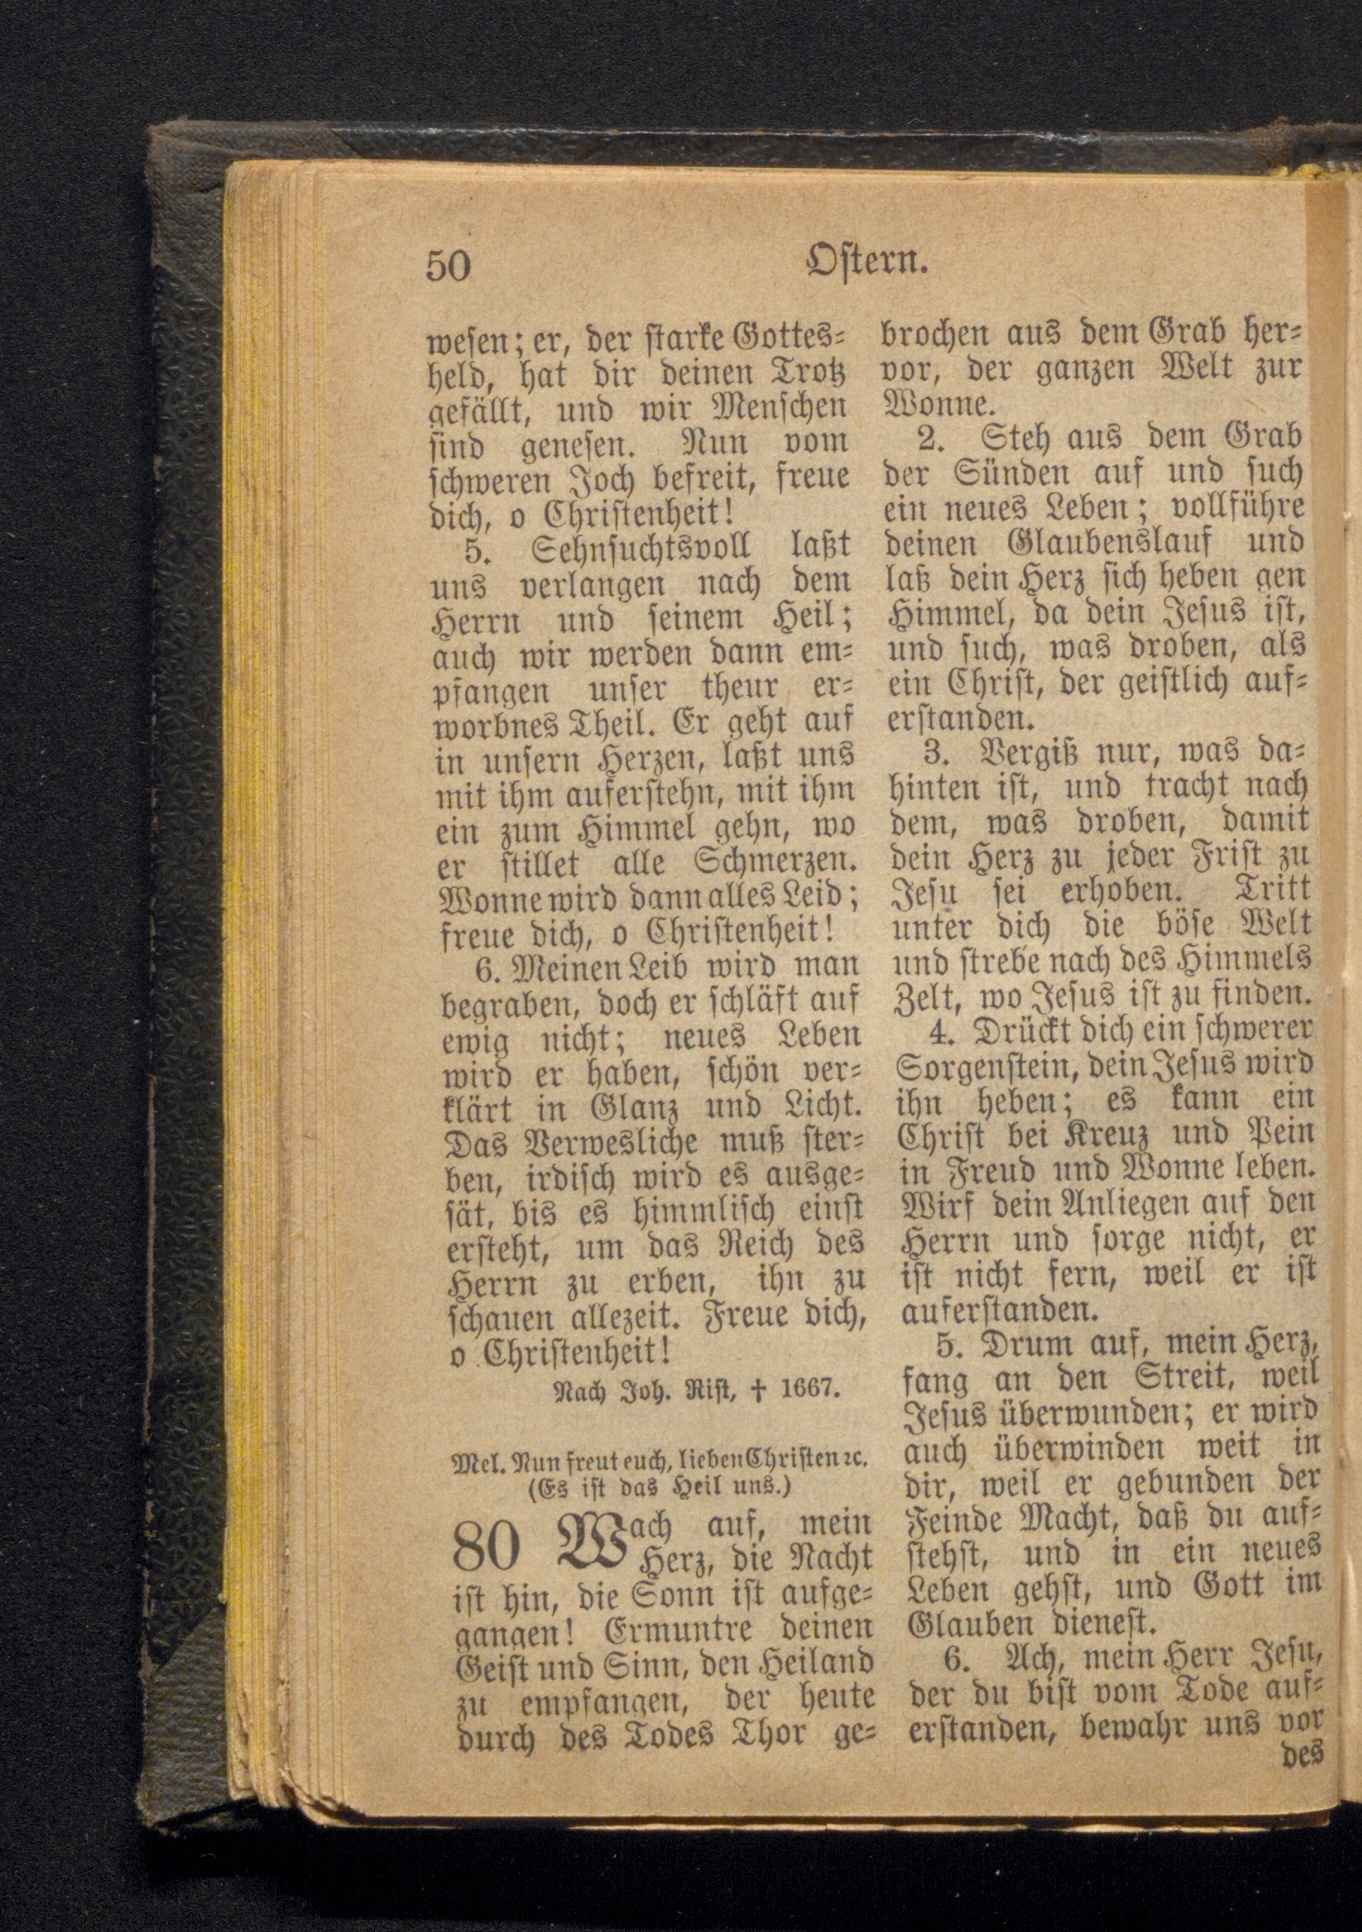 50
Ostern.
wesen; er, der starke Gottes-
held, hat dir deinen Trotz
gefällt, und wir Menschen
sind genesen. Nun vom
schweren Joch befreit, freue
dich, o Christenheit!
5. Sehnsuchtsvoll laßt
uns verlangen nach dem
Herrn und seinem Heil;
auch wir werden dann em-
pfangen unser theur er-
worbnes Theil. Er geht auf
in unsern Herzen, laßt uns
mit ihm auferstehn, mit ihm
ein zum Himmel gehn, wo
er stillet alle Schmerzen.
Wonne wird dann alles Leid;
freue dich, o Christenheit!
6. Meinen Leib wird man
begraben, doch er schläft auf
ewig nicht; neues Leben
wird er haben, schön ver-
klärt in Glanz und Licht.
Das Verwesliche muß ster-
ben, irdisch wird es ausge-
sät, bis es himmlisch einst
ersteht, um das Reich des
Herrn zu erben, ihn zu
schauen allezeit. Freue dich,
o Christenheit!
Nach Joh. Rist, † 1667.
Mel. Nun freut euch, lieben Christen ꝛc.
(Es ist das Heil uns.)
80 Wach auf, mein
Herz, die Nacht
ist hin, die Sonn ist aufge-
gangen! Ermuntre deinen
Geist und Sinn, den Heiland
zu empfangen, der heute
durch des Todes Thor ge-
brochen aus dem Grab her-
vor, der ganzen Welt zur
Wonne.
2. Steh aus dem Grab
der Sünden auf und such
ein neues Leben; vollführe
deinen Glaubenslauf und
laß dein Herz sich heben gen
Himmel, da dein Jesus ist,
und such, was droben, als
ein Christ, der geistlich auf-
erstanden.
3. Vergiß nur, was da-
hinten ist, und tracht nach
dem, was droben, damit
dein Herz zu jeder Frist zu
Jesu sei erhoben. Tritt
unter dich die böse Welt
und strebe nach des Himmels
Zelt, wo Jesus ist zu finden.
4. Drückt dich ein schwerer
Sorgenstein, dein Jesus wird
ihn heben; es kann ein
Christ bei Kreuz und Pein
in Freud und Wonne leben.
Wirf dein Anliegen auf den
Herrn und sorge nicht, er
ist nicht fern, weil er ist
auferstanden.
5. Drum auf, mein Herz,
fang an den Streit, weil
Jesus überwunden; er wird
auch überwinden weit in
dir, weil er gebunden der
Feinde Macht, daß du auf-
stehst, und in ein neues
Leben gehst, und Gott im
Glauben dienest.
6. Ach, mein Herr Jesu,
der du bist vom Tode auf-
erstanden, bewahr uns vor
des